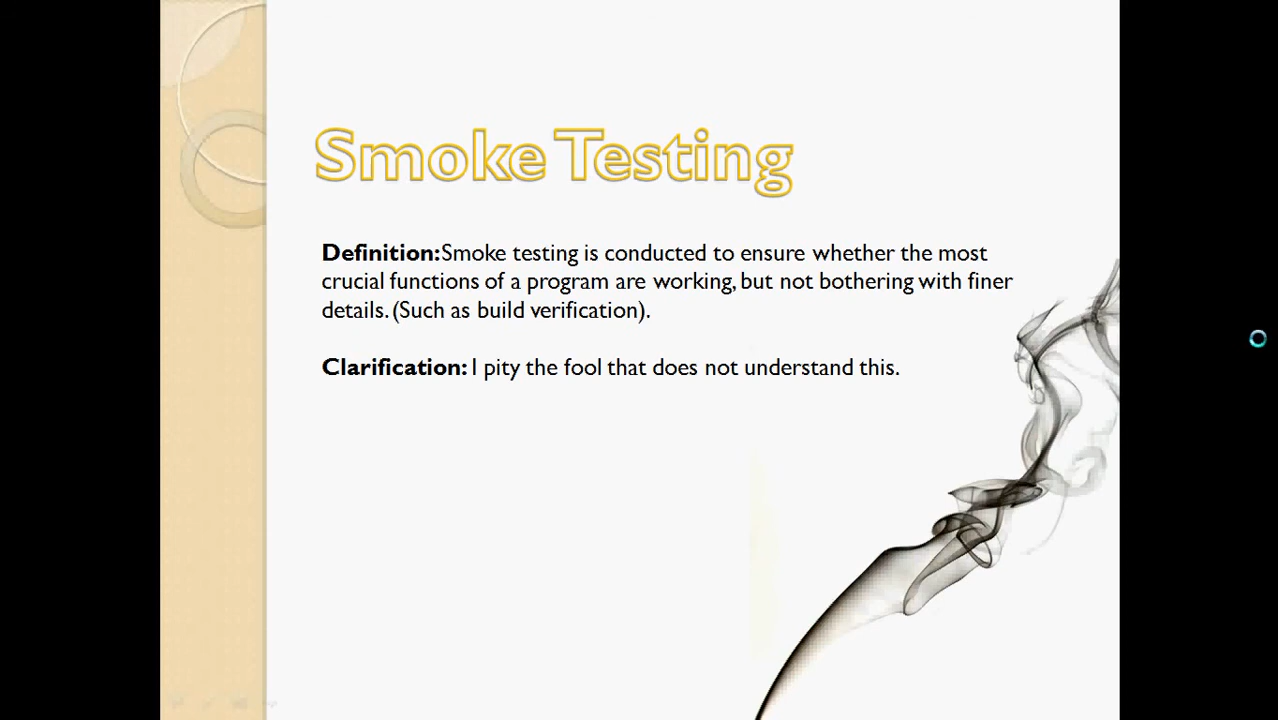 Smoke Testing
Definition:Smoke testing is conducted to ensure whether the most
crucial functions of a program are working, but not bothering with finer
details. (Such as build verification).
Clarification: I pity the fool that does not understand this.